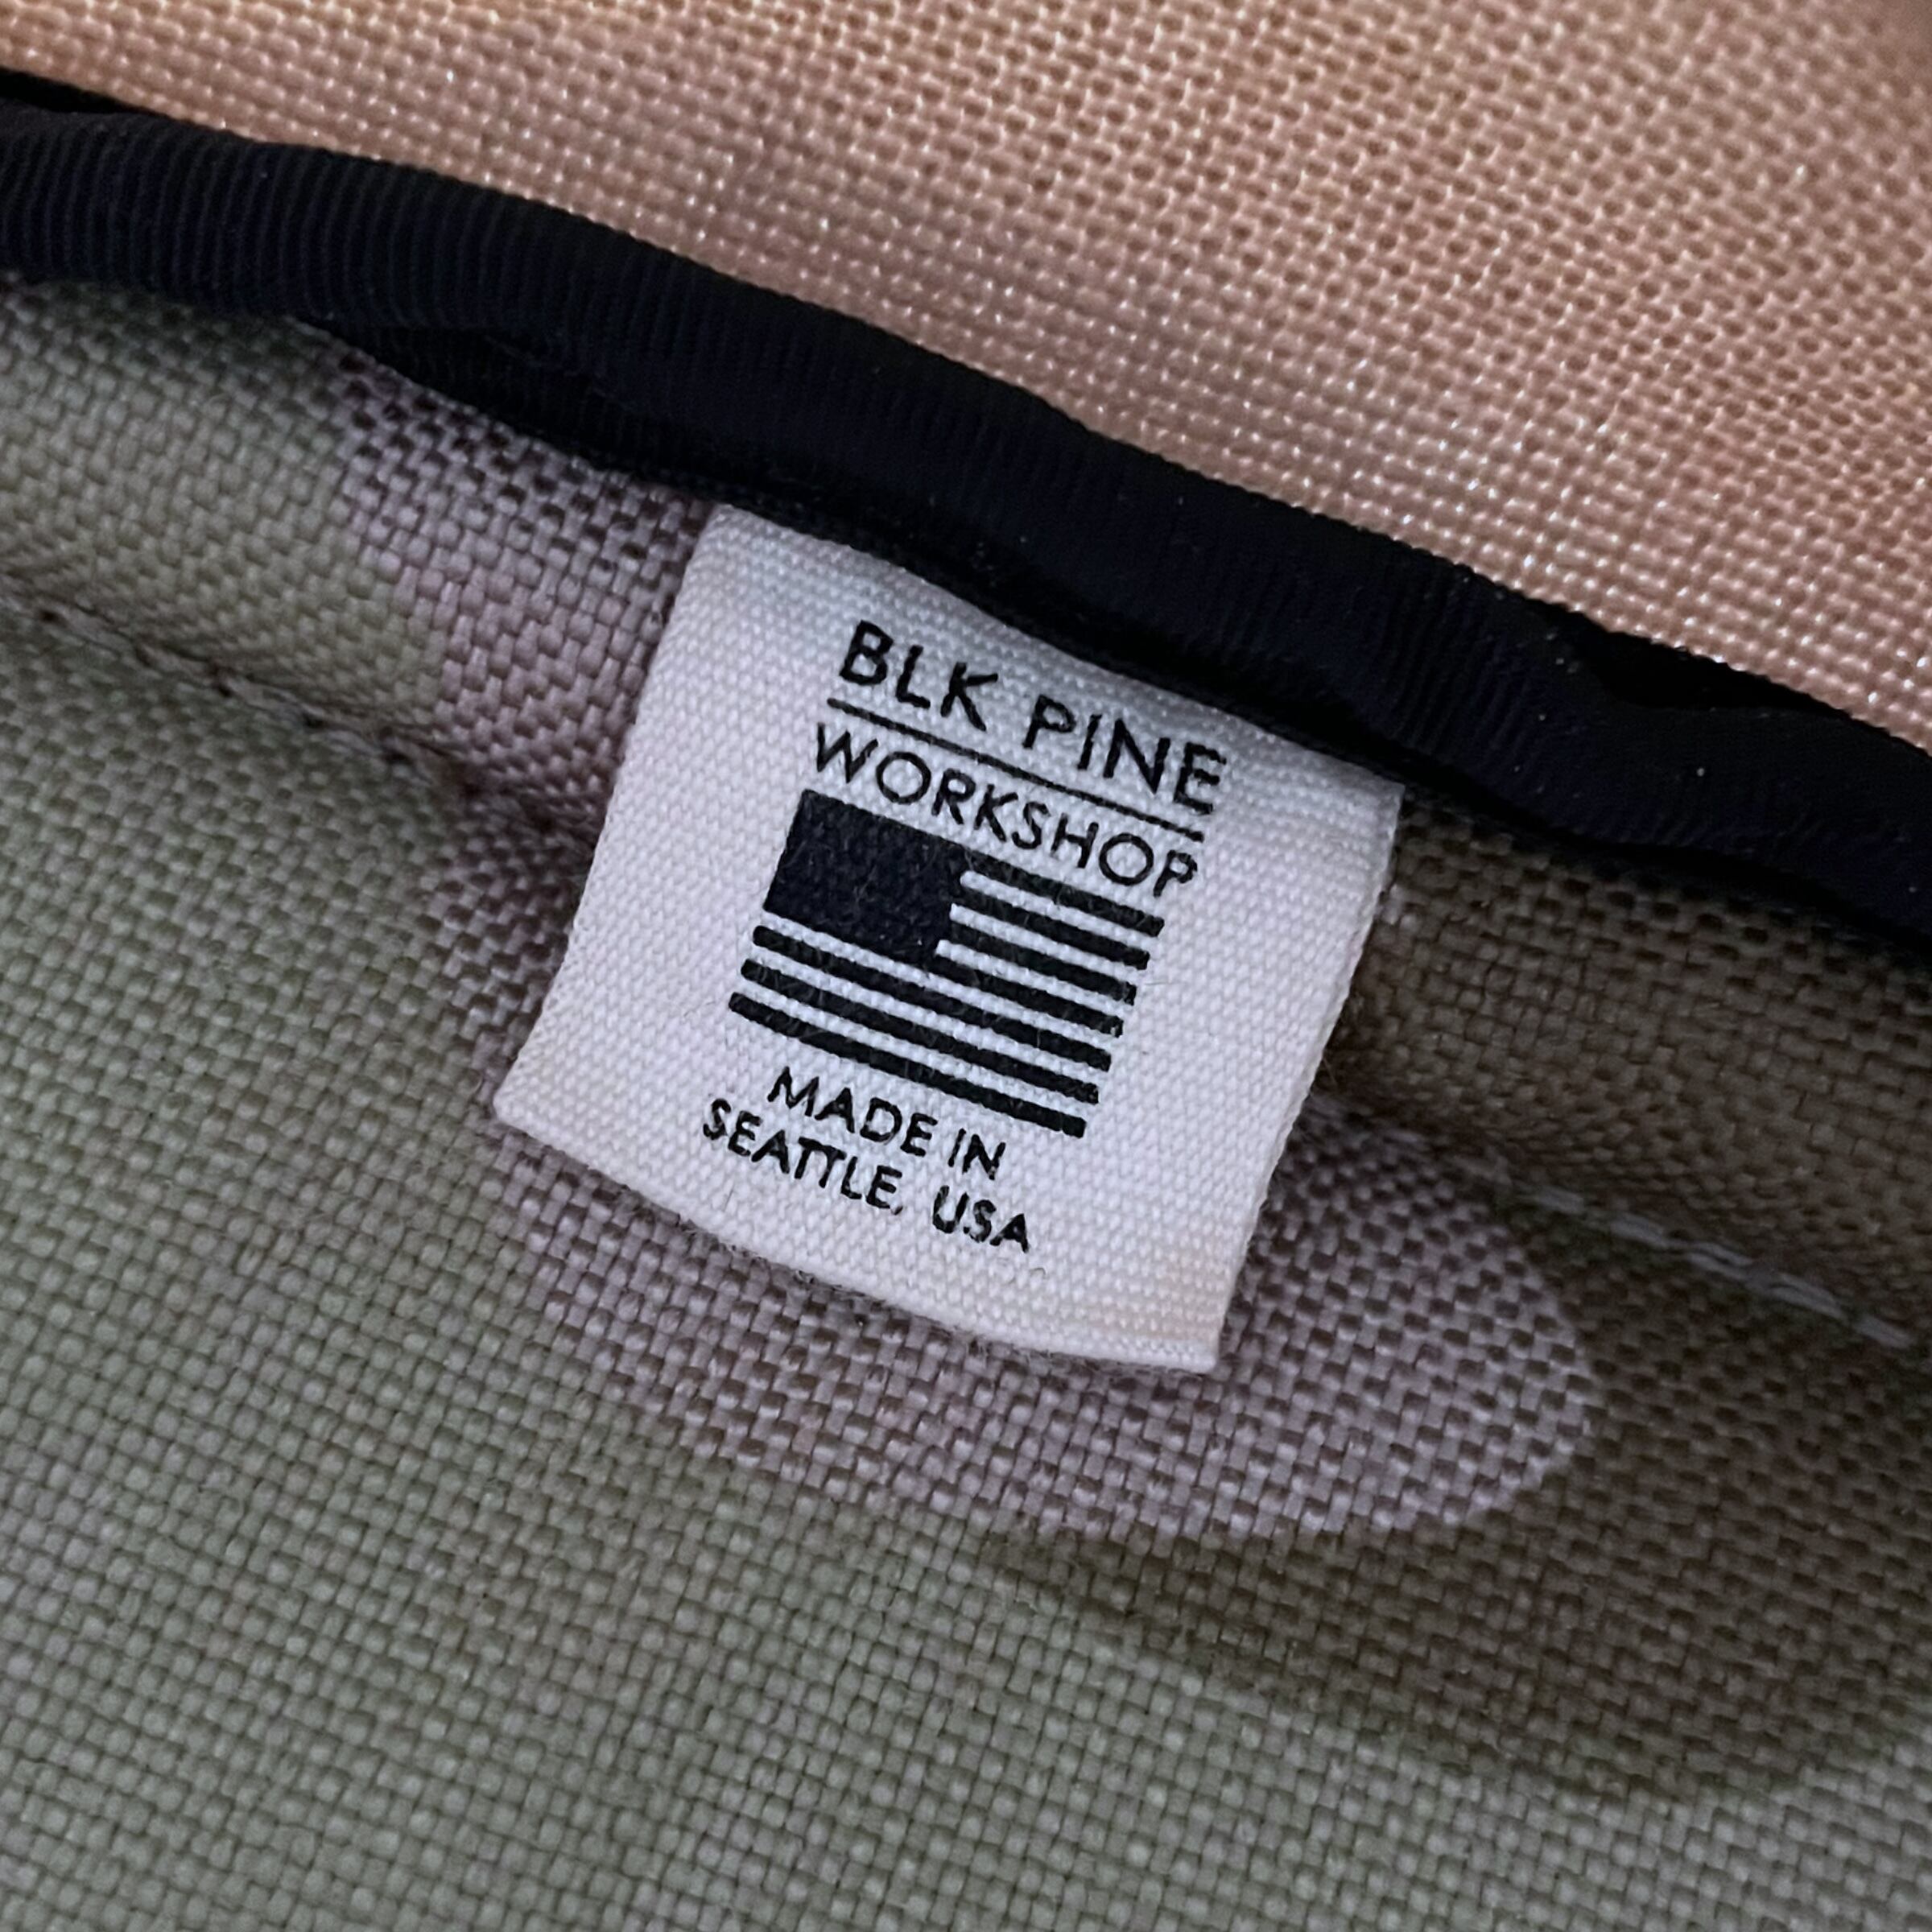 BLK PINE
WORKSHOP
MADE IN
SEATTLE, USA